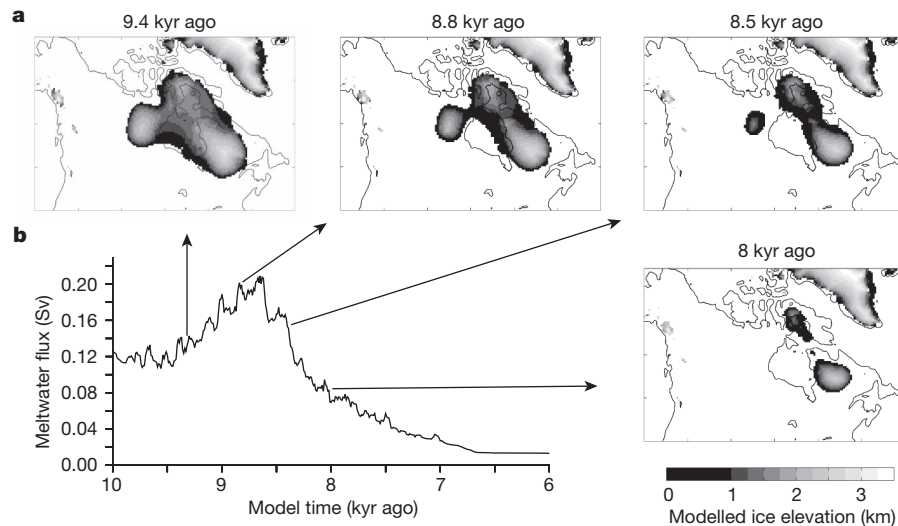 a
9.4 kyr ago
8.8 kyr ago
8.5 kyr ago
b
8 kyr ago
Meltwater flux (Sv)
0.20
0.16
0.12
0.08
0.04
0.00
10
9
8
7
6
Model time (kyr ago)
0
1
2
3
Modelled ice elevation (km)